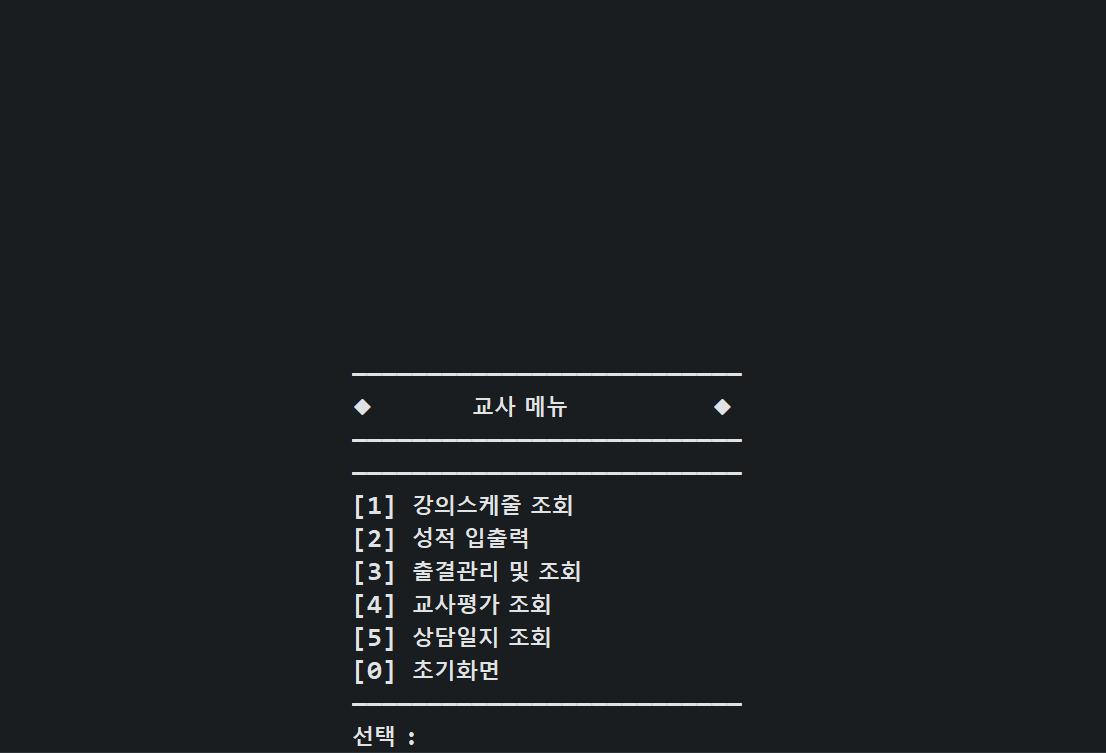 ◆ 교사 메뉴 ◆
[1] 강의스케줄 조회
[2] 성적 입출력
[3] 출결관리 및 조회
[4] 교사평가 조회
[5] 상담일지 조회
[0] 초기화면
선택 :